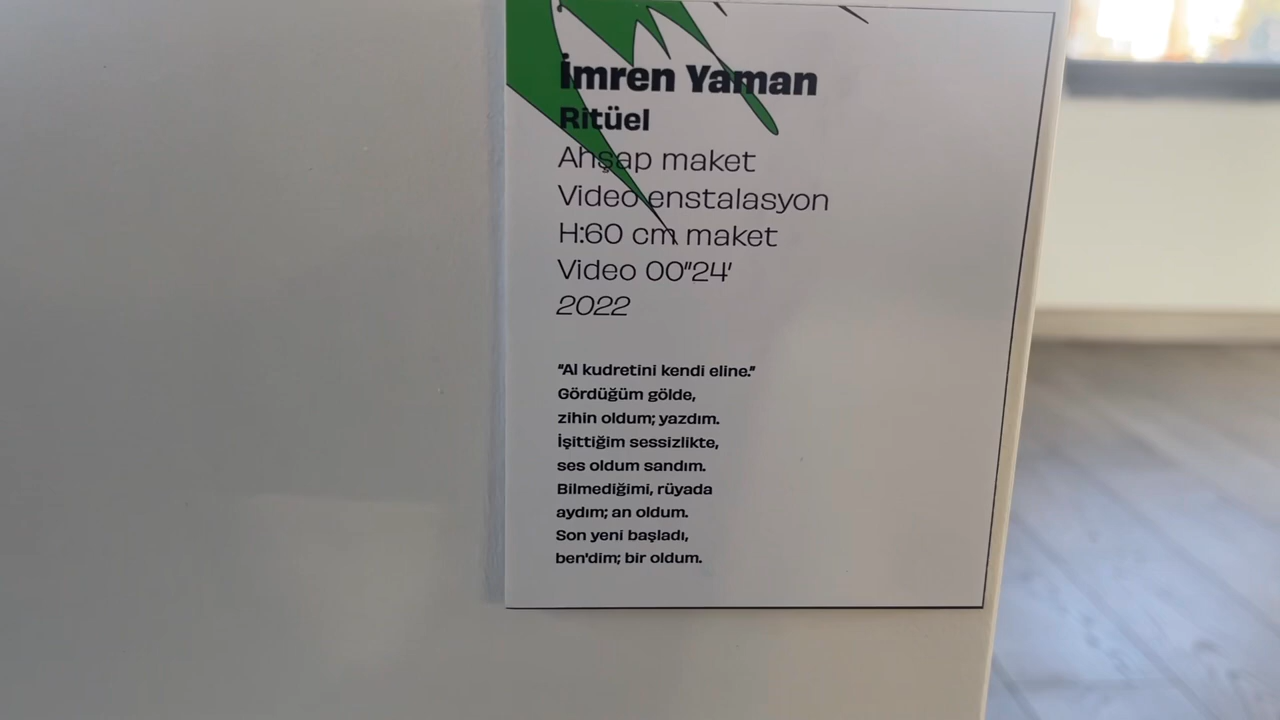 İmren Yaman
Ritüel
Ahşap maket
Video enstalasyon
H:60 cm maket
Video 00"24'
2022
"Al kudretini kendi eline."
Gördüğüm gölde,
zihin oldum; yazdım.
İşittiğim sessizlikte,
ses oldum sandım.
Bilmediğimi, rüyada
aydım; an oldum.
Son yeni başladı,
ben'dim; bir oldum.